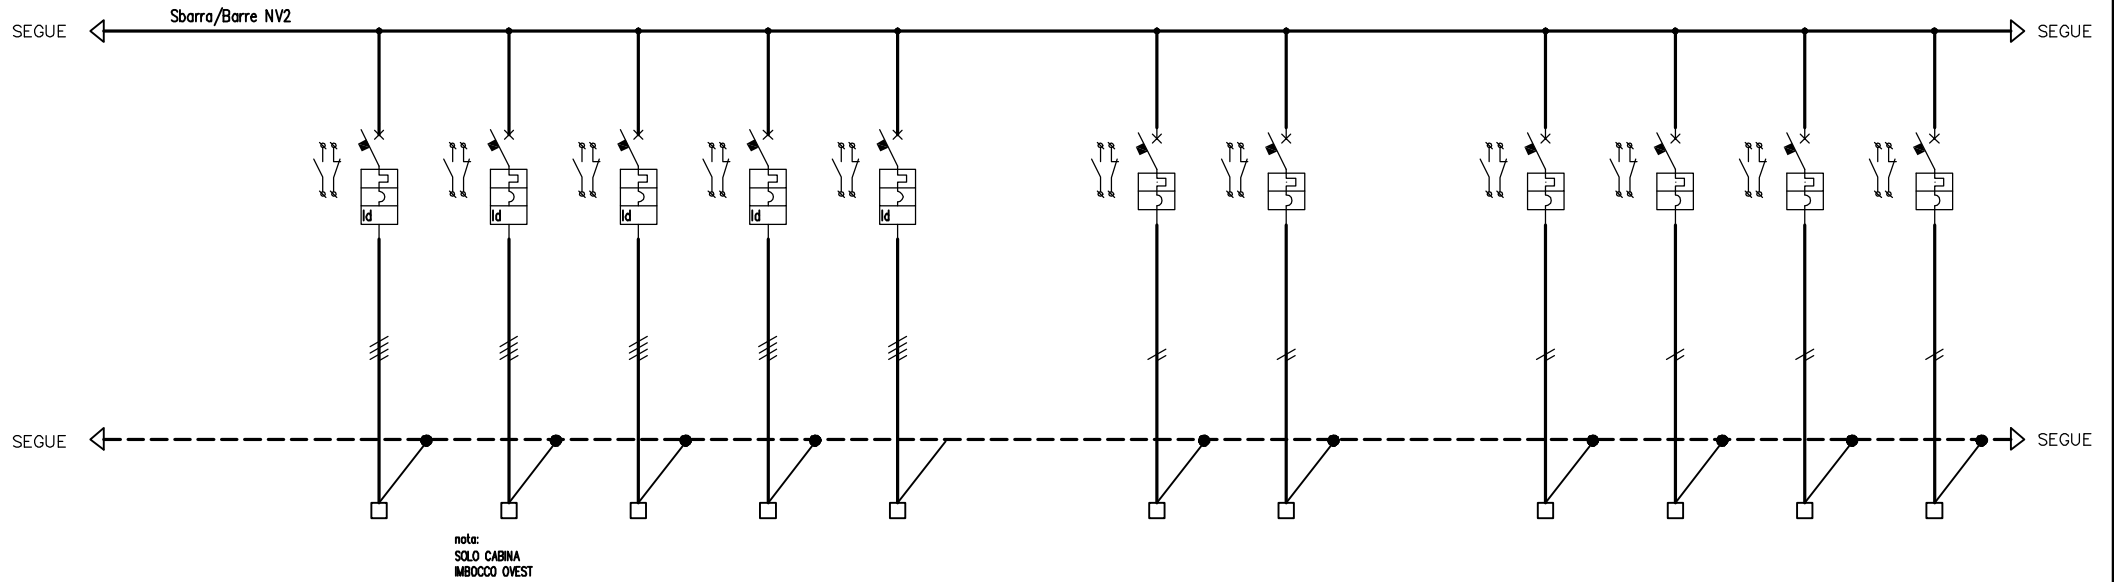 Sbarra/Barre NV2
SEGUE SEGUE
Id Id Id Id Id
SEGUE SEGUE
nota:
SOLO CABINA
IMBOCCO OVEST